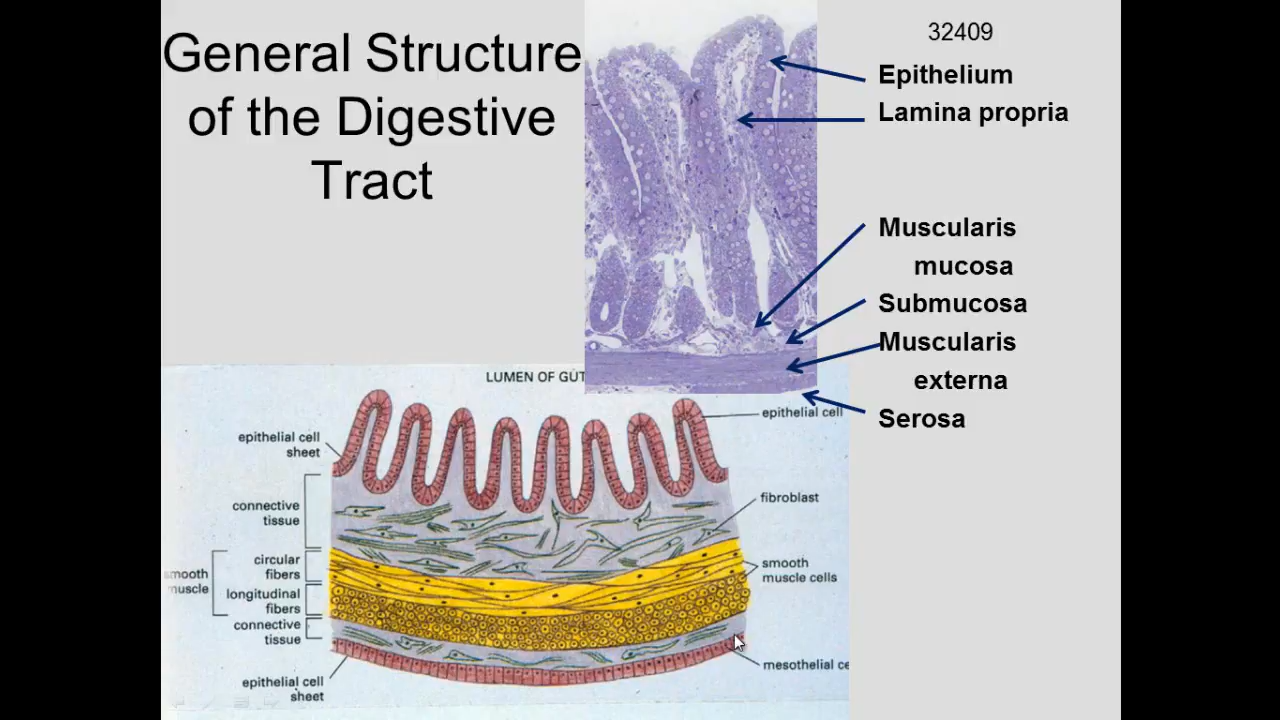 General Structure
of the Digestive
Tract
32409
Epithelium
Lamina propria
Muscularis
mucosa
Submucosa
Muscularis
externa
Serosa
LUMEN OF GUT
epithelial cell
sheet
connective
tissue
smooth
muscle
circular
fibers
longitudinal
fibers
connective
tissue
epithelial cell
sheet
epithelial cell
fibroblast
smooth
muscle cells
mesothelial ce